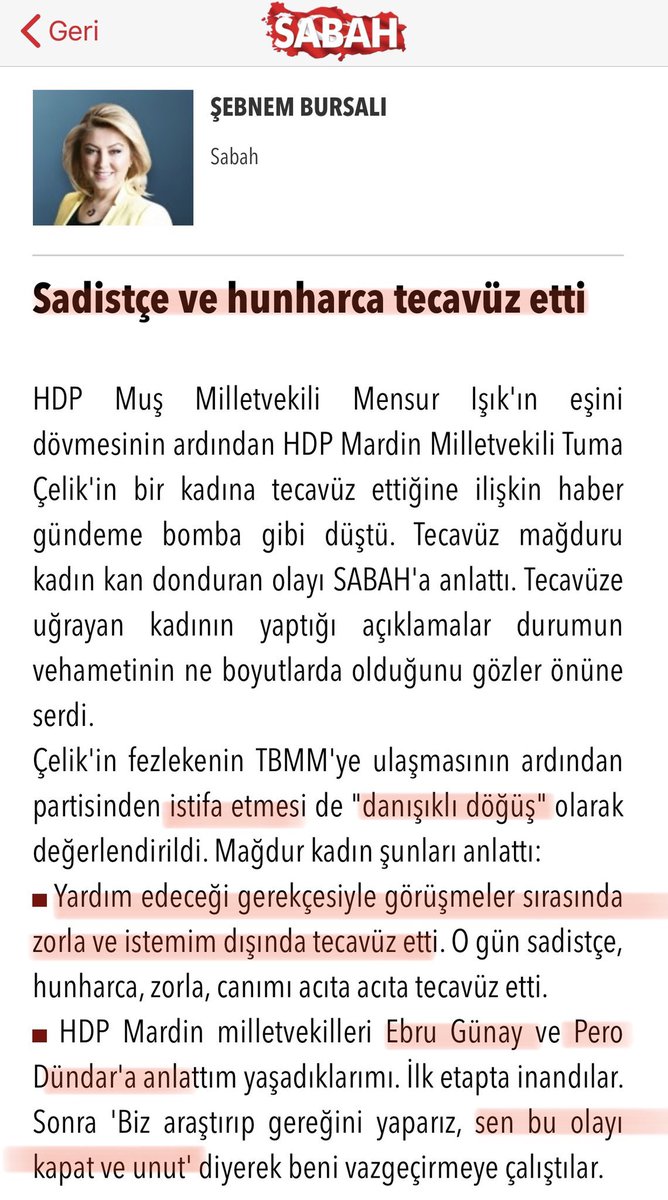 Geri
SABAH
ŞEBNEM BURSALI
Sabah
Sadistçe ve hunharca tecavüz etti
HDP Muş Milletvekili Mensur Işık'ın eşini
dövmesinin ardından HDP Mardin Milletvekili Tuma
Çelik'in bir kadına tecavüz ettiğine ilişkin haber
gündeme bomba gibi düştü. Tecavüz mağduru
kadın kan donduran olayı SABAH'a anlattı. Tecavüze
uğrayan kadının yaptığı açıklamalar durumun
vehametinin ne boyutlarda olduğunu gözler önüne
serdi.
Çelik'in fezlekenin TBMM'ye ulaşmasının ardından
partisinden istifa etmesi de "danışıklı döğüş" olarak
değerlendirildi. Mağdur kadın şunları anlattı:
■ Yardım edeceği gerekçesiyle görüşmeler sırasında
zorla ve istemim dışında tecavüz etti. O gün sadistçe,
hunharca, zorla, canımı acıta acıta tecavüz etti.
■ HDP Mardin milletvekilleri Ebru Günay ve Pero
Dündar'a anlattım yaşadıklarımı. İlk etapta inandılar.
Sonra 'Biz araştırıp gereğini yaparız, sen bu olayı
kapat ve unut' diyerek beni vazgeçirmeye çalıştılar.